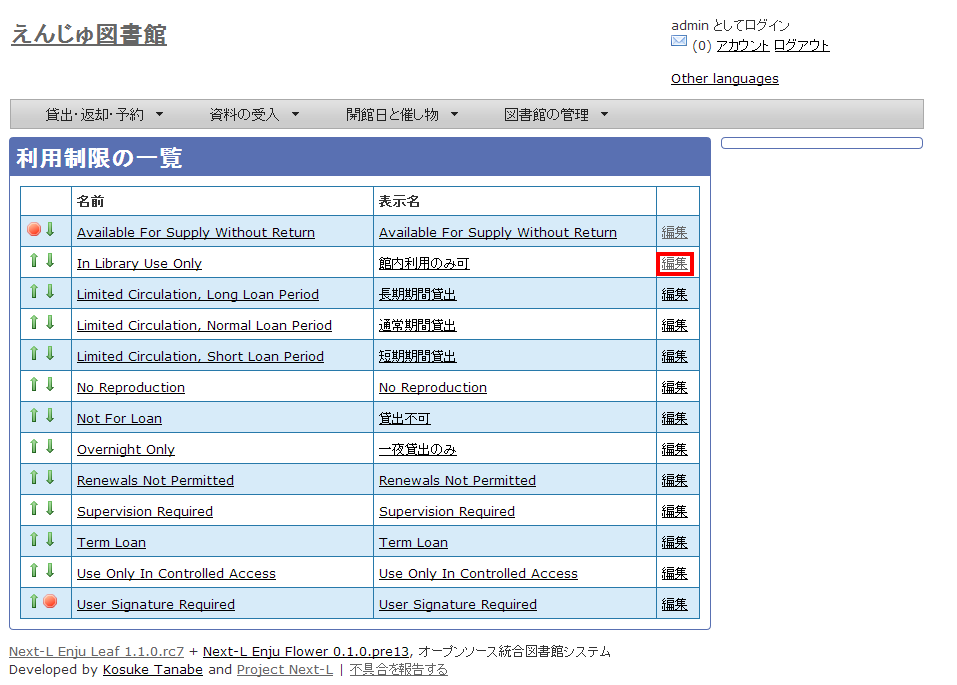 えんじゅ図書館
admin としてログイン
(0) アカウント ログアウト
Other languages
貸出・返却・予約 ▼ 資料の受入 ▼ 開館日と催し物 ▼ 図書館の管理 ▼
利用制限の一覧
名前 表示名
Available For Supply Without Return Available For Supply Without Return 編集
In Library Use Only 館内利用のみ可 編集
Limited Circulation, Long Loan Period 長期期間貸出 編集
Limited Circulation, Normal Loan Period 通常期間貸出 編集
Limited Circulation, Short Loan Period 短期期間貸出 編集
No Reproduction No Reproduction 編集
Not For Loan 貸出不可 編集
Overnight Only 一夜貸出のみ 編集
Renewals Not Permitted Renewals Not Permitted 編集
Supervision Required Supervision Required 編集
Term Loan Term Loan 編集
Use Only In Controlled Access Use Only In Controlled Access 編集
User Signature Required User Signature Required 編集
Next-L Enju Leaf 1.1.0.rc7 + Next-L Enju Flower 0.1.0.pre13, オープンソース統合図書館システム
Developed by Kosuke Tanabe and Project Next-L | 不具合を報告する